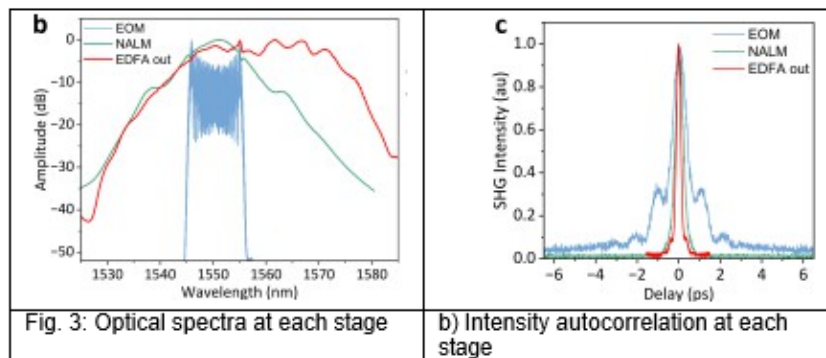 b
EOM
NALM
EDFA out
0
−10
−20
−30
−40
−50
Amplitude (dB)
1530 1540 1550 1560 1570 1580
Wavelength (nm)
c
EOM
NALM
EDFA out
1.0
0.8
0.6
0.4
0.2
0.0
SHG Intensity (au)
−6 −4 −2 0 2 4 6
Delay (ps)
Fig. 3: Optical spectra at each stage
b) Intensity autocorrelation at each
stage